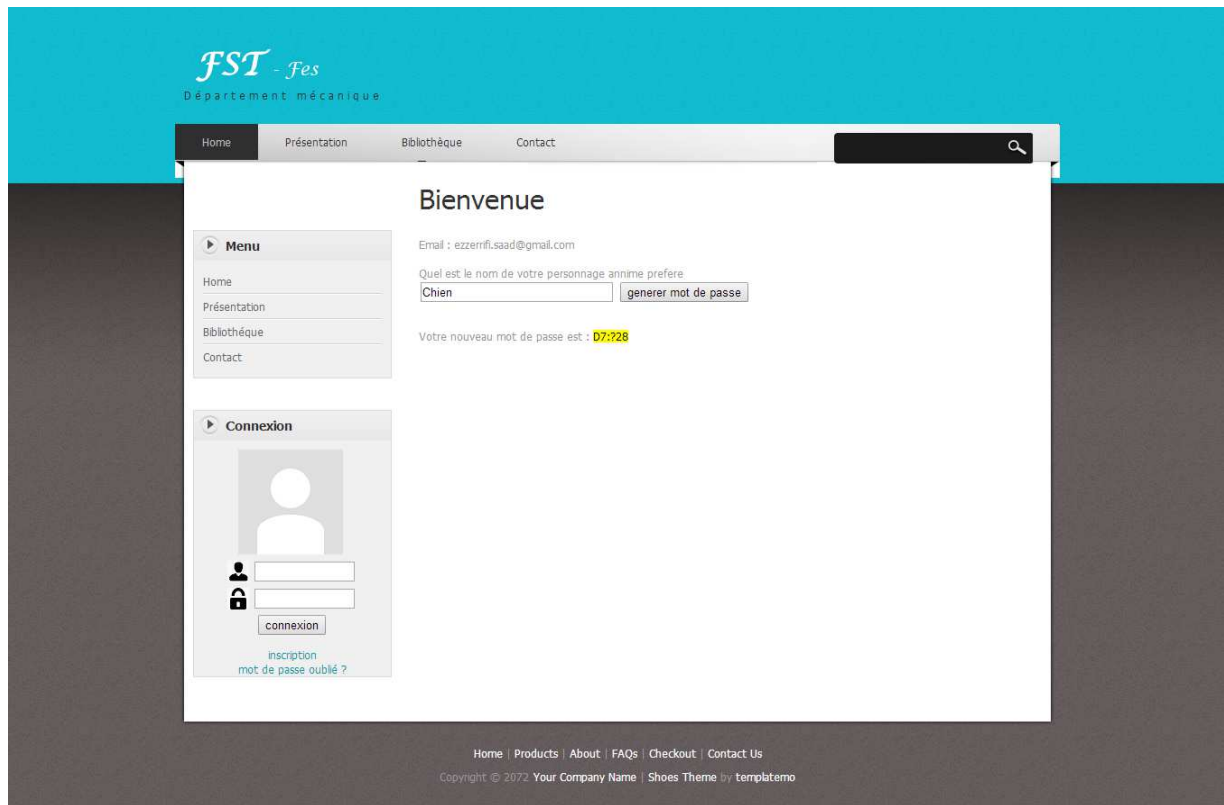 FST - Fes
Département mécanique
Home Présentation Bibliothèque Contact
Bienvenue
Menu
Home
Présentation
Bibliothéque
Contact
Email : ezzerrifi.saad@gmail.com
Quel est le nom de votre personnage annime prefere
Chien generer mot de passe
Votre nouveau mot de passe est : D7:?28
Connexion
connexion
inscription
mot de passe oublié ?
Home | Products | About | FAQs | Checkout | Contact Us
Copyright © 2072 Your Company Name | Shoes Theme by templatemo